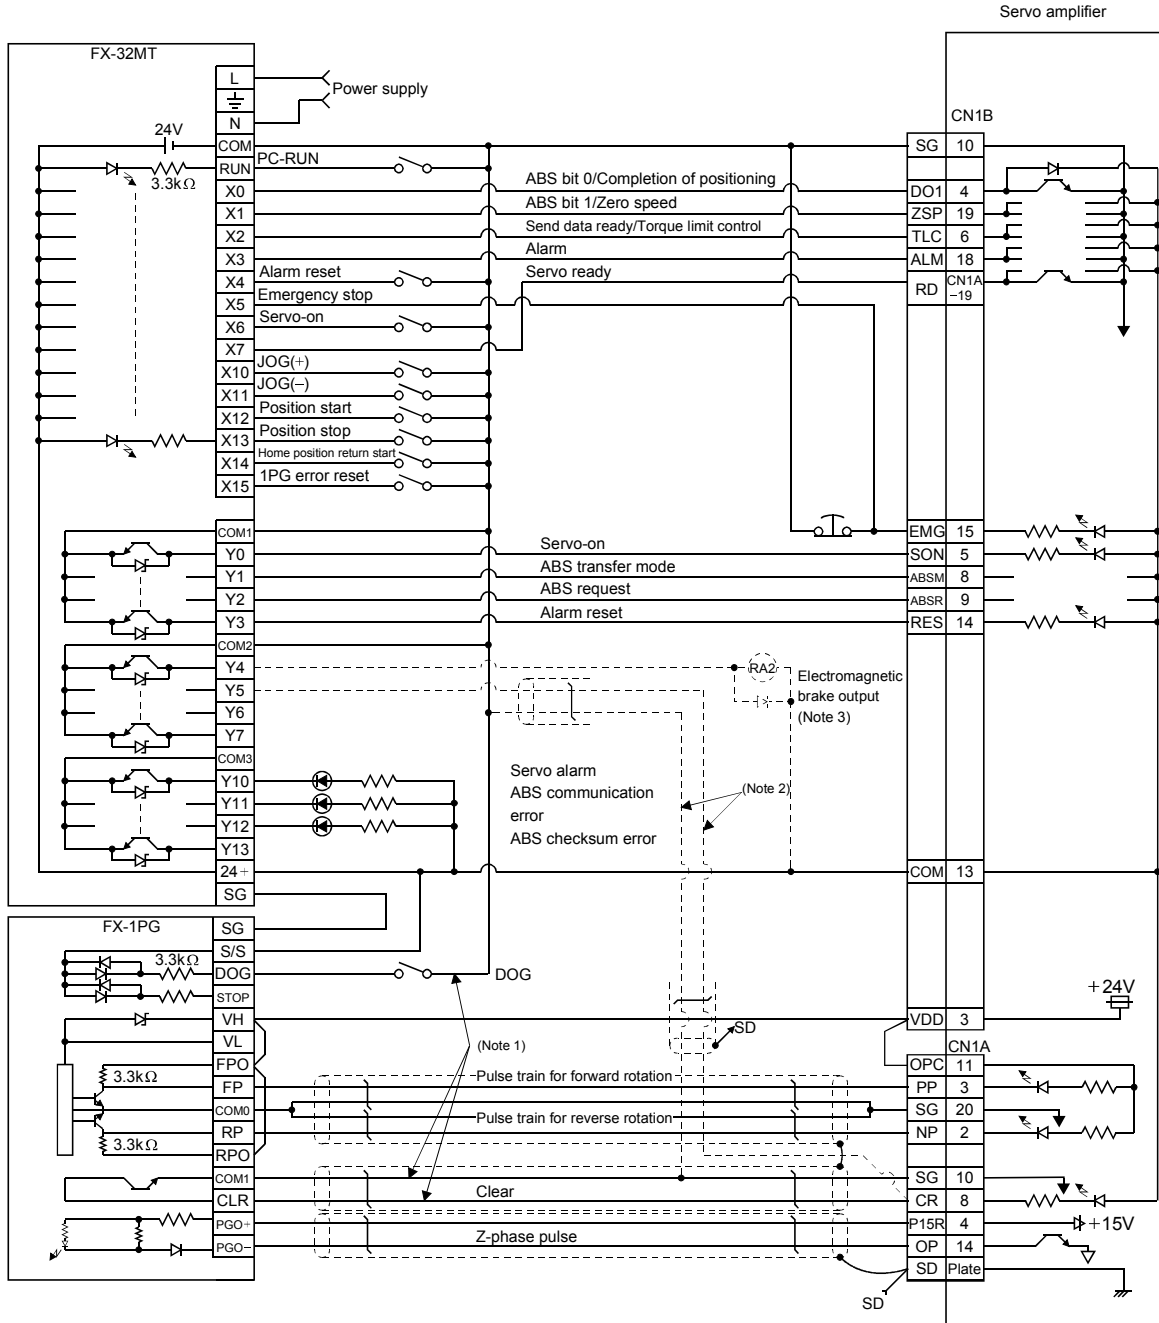 Servo amplifier
FX-32MT
L
Power supply
N
CN1B
24V
COM
SG 10
RUN
PC-RUN
3.3kΩ
X0
ABS bit 0/Completion of positioning
DO1 4
X1
ABS bit 1/Zero speed
ZSP 19
X2
Send data ready/Torque limit control
TLC 6
X3
Alarm
ALM 18
X4
Alarm reset
Servo ready
RD
CN1A
−19
X5
Emergency stop
X6
Servo-on
X7
X10
JOG(+)
X11
JOG(−)
X12
Position start
X13
Position stop
X14
Home position return start
X15
1PG error reset
COM1
EMG 15
Y0
Servo-on
SON 5
Y1
ABS transfer mode
ABSM 8
Y2
ABS request
ABSR 9
Y3
Alarm reset
RES 14
COM2
Y4
RA2
Electromagnetic
brake output
(Note 3)
Y5
Y6
Y7
COM3
Y10
Y11
Y12
Y13
Servo alarm
ABS communication
error
ABS checksum error
(Note 2)
24+
COM 13
SG
FX-1PG
SG
S/S
3.3kΩ
DOG
DOG
STOP
+24V
VH
VDD 3
SD
VL
(Note 1)
CN1A
FPO
OPC 11
3.3kΩ
FP
Pulse train for forward rotation
PP 3
COM0
SG 20
RP
Pulse train for reverse rotation
NP 2
3.3kΩ
RPO
COM1
SG 10
CLR
Clear
CR 8
PGO+
P15R 4
+15V
PGO−
Z-phase pulse
OP 14
SD Plate
SD